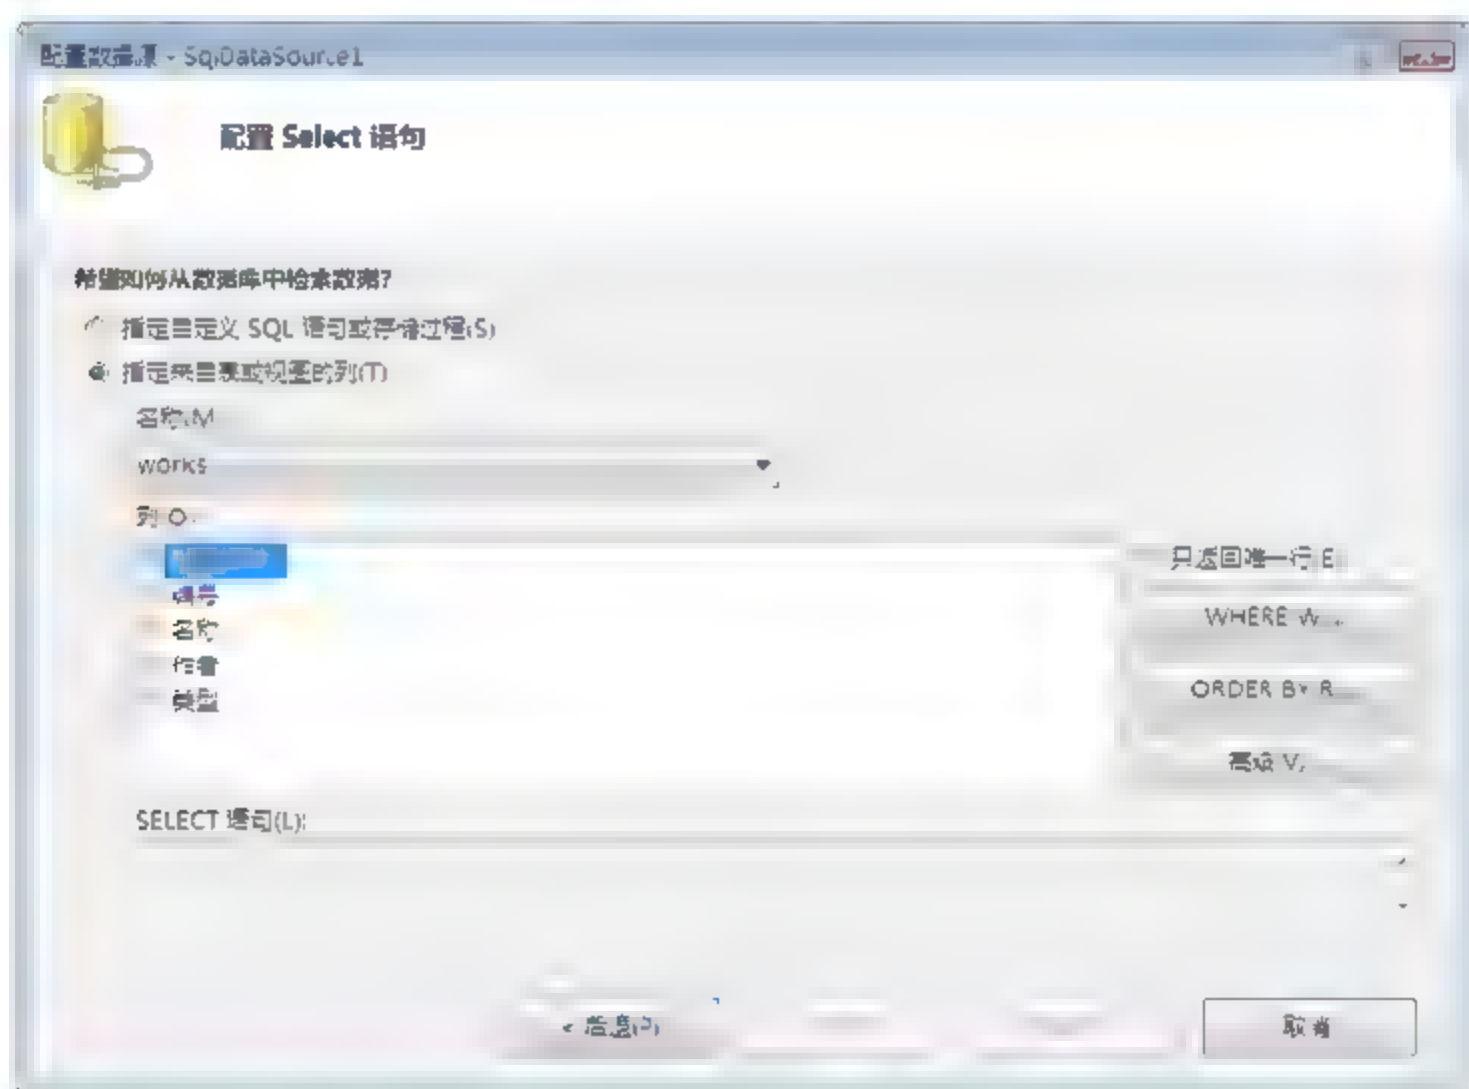 配置数据源 - SqlDataSource1
配置 Select 语句
希望如何从数据库中检索数据?
指定自定义 SQL 语句或存储过程(S)
指定来自表或视图的列(T)
名称(M
works
列(O
只返回唯一行(E)
编号
WHERE(W)...
名称
作者
ORDER BY(R)...
类型
高级(V)
SELECT 语句(L):
取消